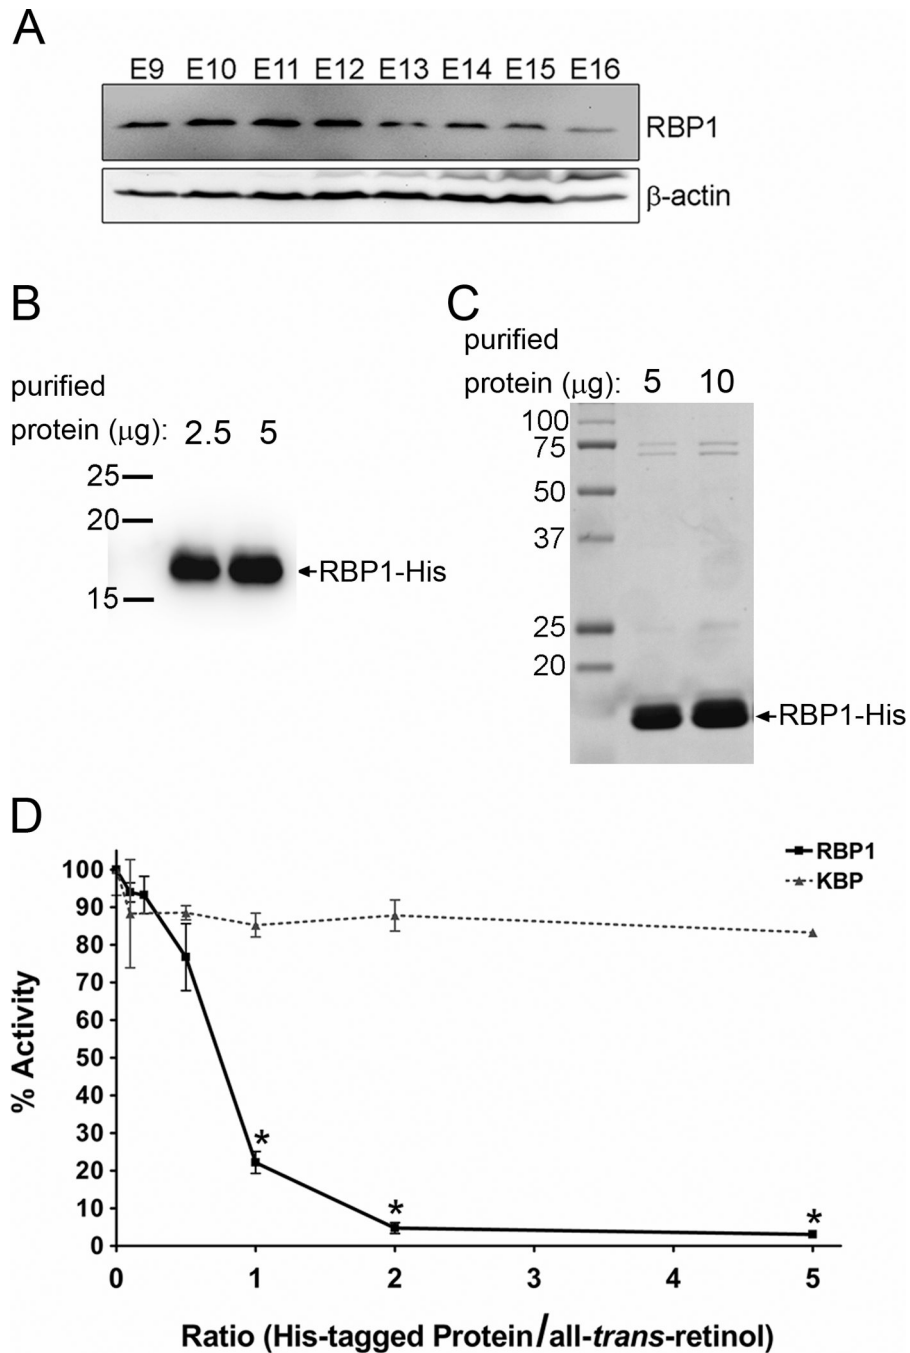 A
E9 E10 E11 E12 E13 E14 E15 E16
RBP1
β-actin
B
purified
protein (μg): 2.5 5
25
20
15
RBP1-His
C
purified
protein (μg): 5 10
100
75
50
37
25
20
RBP1-His
D
RBP1
KBP
100
90
80
70
60
50
40
30
20
10
0
% Activity
* * *
0 1 2 3 4 5
Ratio (His-tagged Protein/all-trans-retinol)